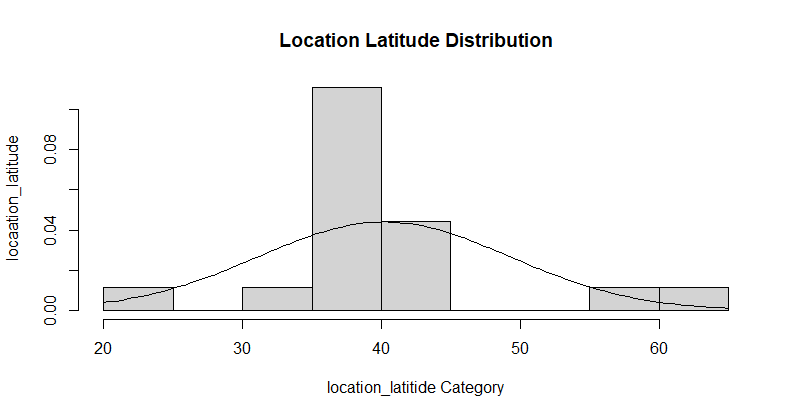 Location Latitude Distribution
locaation_latitude
0.08
0.04
0.00
20 30 40 50 60
location_latitide Category